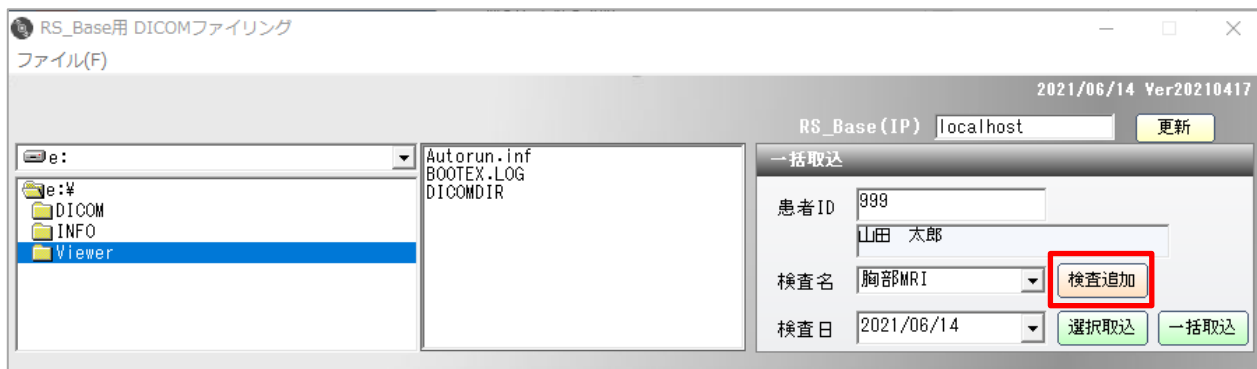 RS_Base用 DICOMファイリング
ファイル(F)
2021/06/14 Ver20210417
RS_Base(IP) localhost 更新
e:
e:¥
DICOM
INFO
Viewer
Autorun.inf
BOOTEX.LOG
DICOMDIR
一括取込
患者ID 999
山田 太郎
検査名 胸部MRI 検査追加
検査日 2021/06/14 選択取込 一括取込